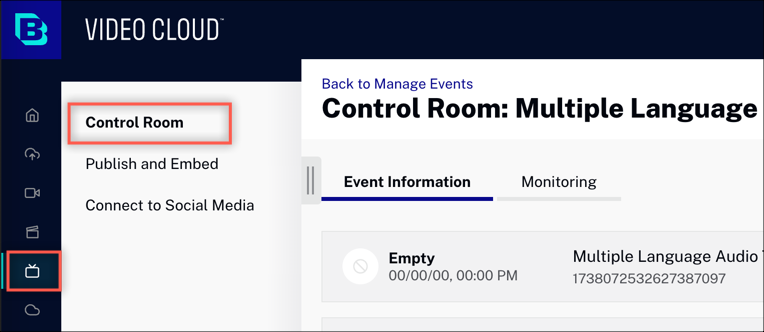 B
VIDEO CLOUD™
Control Room
Publish and Embed
Connect to Social Media
Back to Manage Events
Control Room: Multiple Language
Event Information
Monitoring
Empty
00/00/00, 00:00 PM
Multiple Language Audio
1738072532627387097